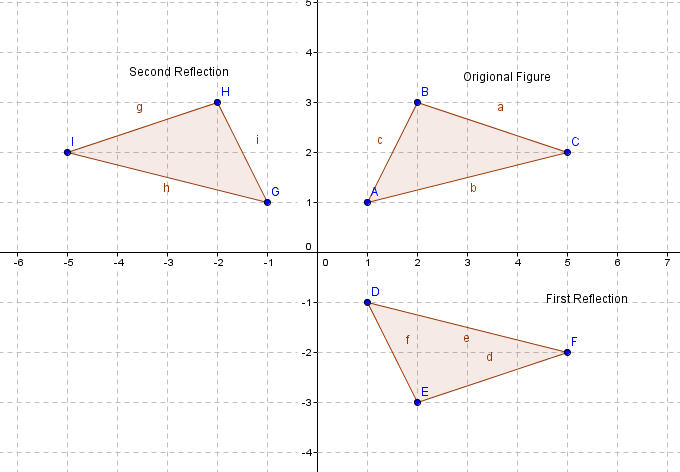 5
4
Second Reflection
Origional Figure
H
B
g
a
3
c
i
I
C
2
h
b
G
A
1
0
-6 -5 -4 -3 -2 -1 0 1 2 3 4 5 6 7
D
First Reflection
-1
f
e
F
d
-2
E
-3
-4